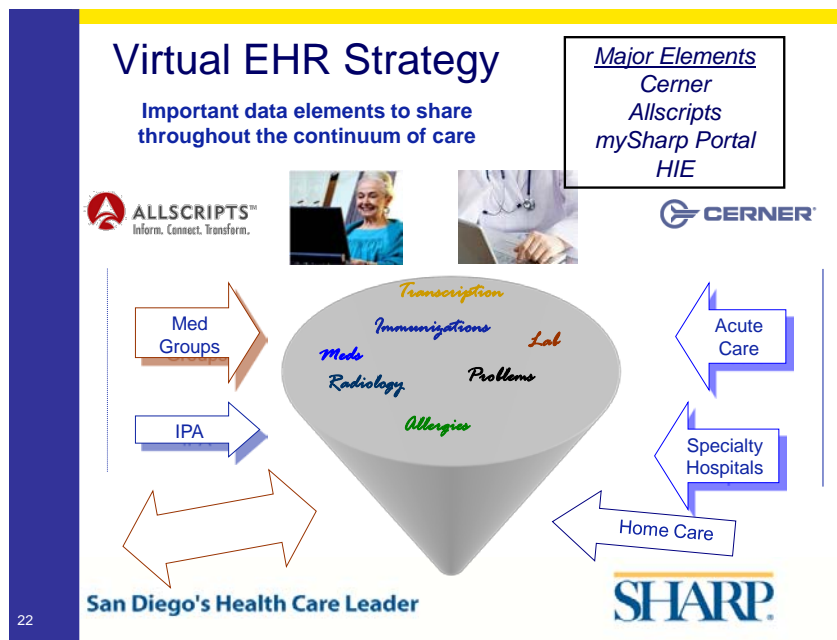 Virtual EHR Strategy
Important data elements to share
throughout the continuum of care
Major Elements
Cerner
Allscripts
mySharp Portal
HIE
ALLSCRIPTS™
Inform. Connect. Transform.
CERNER
Transcription
Immunizations
Lab
Meds
Radiology
Problems
Allergies
Med
Groups
IPA
Acute
Care
Specialty
Hospitals
Home Care
San Diego's Health Care Leader
SHARP®
22